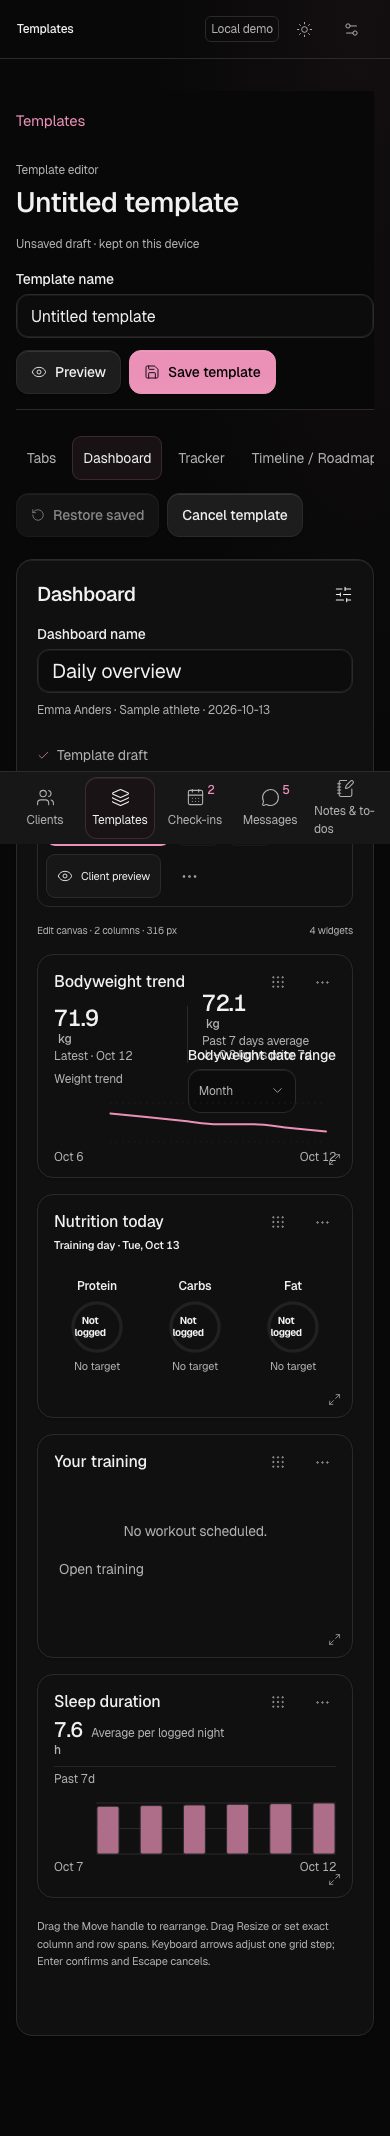 Templates
Local demo
Templates
Template editor
Untitled template
Unsaved draft · kept on this device
Template name
Untitled template
Preview
Save template
Tabs
Dashboard
Tracker
Timeline / Roadmap
Restore saved
Cancel template
Dashboard
Dashboard name
Daily overview
Emma Anders · Sample athlete · 2026-10-13
Template draft
Clients
Templates
2
Check-ins
5
Messages
Notes & to-
dos
Client preview
Edit canvas · 2 columns · 316 px
4 widgets
Bodyweight trend
71.9
kg
Latest · Oct 12
72.1
kg
Past 7 days average
Bodyweight date range
Weight trend
Month
Oct 6
Oct 12
Nutrition today
Training day · Tue, Oct 13
Protein
Carbs
Fat
Not
logged
Not
logged
Not
logged
No target
No target
No target
Your training
No workout scheduled.
Open training
Sleep duration
7.6
h
Average per logged night
Past 7d
Oct 7
Oct 12
Drag the Move handle to rearrange. Drag Resize or set exact
column and row spans. Keyboard arrows adjust one grid step;
Enter confirms and Escape cancels.